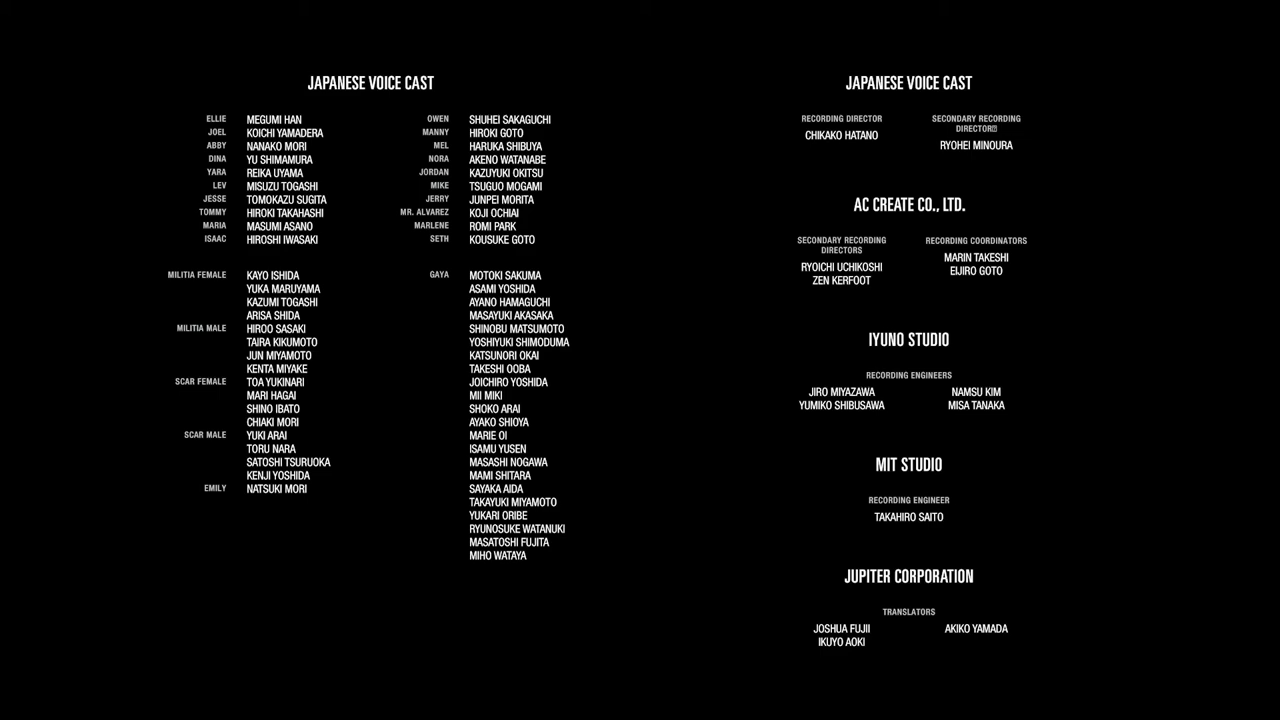 JAPANESE VOICE CAST
ELLIE MEGUMI HAN
JOEL KOICHI YAMADERA
ABBY NANAKO MORI
DINA YU SHIMAMURA
YARA REIKA UYAMA
LEV MISUZU TOGASHI
JESSE TOMOKAZU SUGITA
TOMMY HIROKI TAKAHASHI
MARIA MASUMI ASANO
ISAAC HIROSHI IWASAKI
OWEN SHUHEI SAKAGUCHI
MANNY HIROKI GOTO
MEL HARUKA SHIBUYA
NORA AKENO WATANABE
JORDAN KAZUYUKI OKITSU
MIKE TSUGUO MOGAMI
JERRY JUNPEI MORITA
MR. ALVAREZ KOJI OCHIAI
MARLENE ROMI PARK
SETH KOUSUKE GOTO
MILITIA FEMALE KAYO ISHIDA
YUKA MARUYAMA
KAZUMI TOGASHI
ARISA SHIDA
MILITIA MALE HIROO SASAKI
TAIRA KIKUMOTO
JUN MIYAMOTO
KENTA MIYAKE
SCAR FEMALE TOA YUKINARI
MARI HAGAI
SHINO IBATO
CHIAKI MORI
SCAR MALE YUKI ARAI
TORU NARA
SATOSHI TSURUOKA
KENJI YOSHIDA
EMILY NATSUKI MORI
GAYA MOTOKI SAKUMA
ASAMI YOSHIDA
AYANO HAMAGUCHI
MASAYUKI AKASAKA
SHINOBU MATSUMOTO
YOSHIYUKI SHIMODUMA
KATSUNORI OKAI
TAKESHI OOBA
JOICHIRO YOSHIDA
MII MIKI
SHOKO ARAI
AYAKO SHIOYA
MARIE OI
ISAMU YUSEN
MASASHI NOGAWA
MAMI SHITARA
SAYAKA AIDA
TAKAYUKI MIYAMOTO
YUKARI ORIBE
RYUNOSUKE WATANUKI
MASATOSHI FUJITA
MIHO WATAYA
JAPANESE VOICE CAST
RECORDING DIRECTOR
CHIKAKO HATANO
SECONDARY RECORDING
DIRECTOR
RYOHEI MINOURA
AC CREATE CO., LTD.
SECONDARY RECORDING
DIRECTORS
RYOICHI UCHIKOSHI
ZEN KERFOOT
RECORDING COORDINATORS
MARIN TAKESHI
EIJIRO GOTO
IYUNO STUDIO
RECORDING ENGINEERS
JIRO MIYAZAWA
YUMIKO SHIBUSAWA
NAMSU KIM
MISA TANAKA
MIT STUDIO
RECORDING ENGINEER
TAKAHIRO SAITO
JUPITER CORPORATION
TRANSLATORS
JOSHUA FUJII
IKUYO AOKI
AKIKO YAMADA